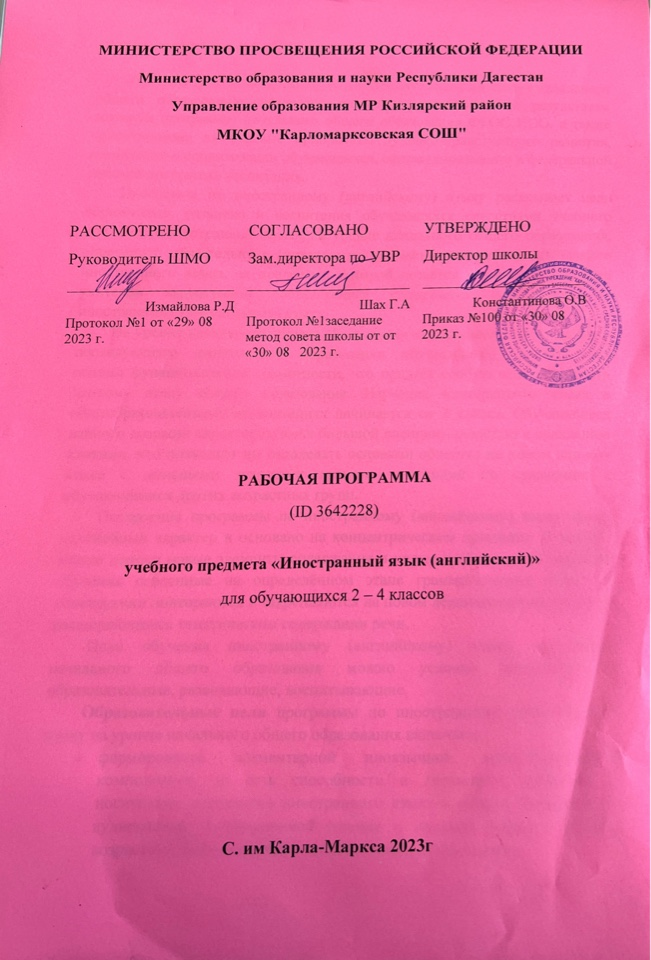 МИНИСТЕРСТВО ПРОСВЕЩЕНИЯ РОССИЙСКОЙ ФЕДЕРАЦИИ
Министерство образования и науки Республики Дагестан
Управление образования МР Кизлярский район
МКОУ "Карломарксовская СОШ"
РАССМОТРЕНО
Руководитель ШМО
Измайлова Р.Д
Протокол №1 от «29» 08
2023 г.
СОГЛАСОВАНО
Зам.директора по УВР
Шах Г.А
Протокол №1заседание
метод совета школы от от
«30» 08 2023 г.
УТВЕРЖДЕНО
Директор школы
Константинова О.В
Приказ №100 от «30» 08
2023 г.
РАБОЧАЯ ПРОГРАММА
(ID 3642228)
учебного предмета «Иностранный язык (английский)»
для обучающихся 2 – 4 классов
С. им Карла-Маркса 2023г